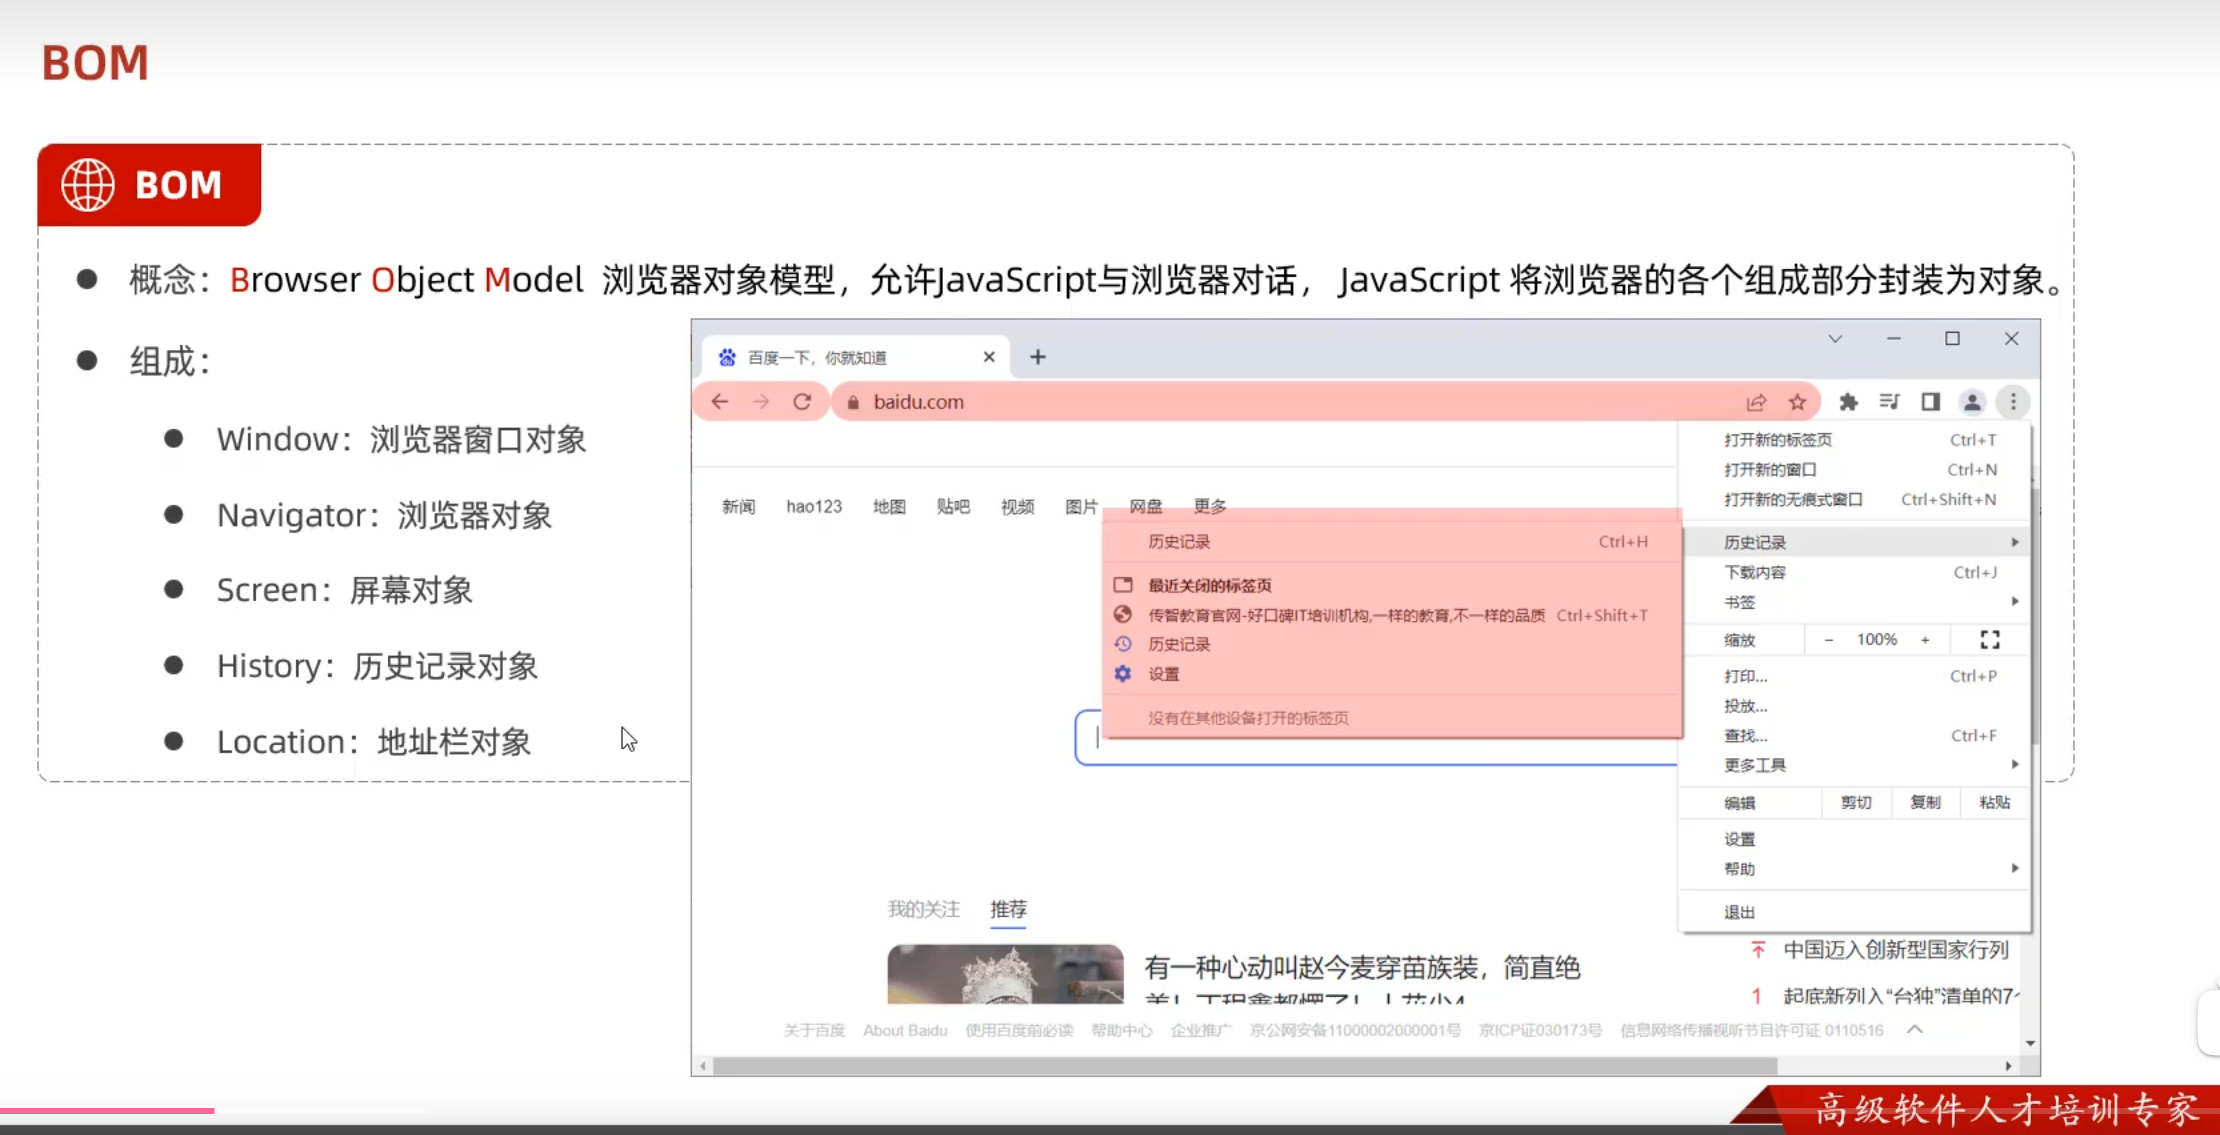 BOM
BOM
概念：Browser Object Model 浏览器对象模型，允许JavaScript与浏览器对话， JavaScript 将浏览器的各个组成部分封装为对象。
组成：
Window：浏览器窗口对象
Navigator：浏览器对象
Screen：屏幕对象
History：历史记录对象
Location：地址栏对象
百度一下，你就知道
baidu.com
新闻 hao123 地图 贴吧 视频 图片 网盘 更多
历史记录 Ctrl+H
最近关闭的标签页
传智教育官网-好口碑IT培训机构,一样的教育,不一样的品质 Ctrl+Shift+T
历史记录
设置
没有在其他设备打开的标签页
打开新的标签页 Ctrl+T
打开新的窗口 Ctrl+N
打开新的无痕式窗口 Ctrl+Shift+N
历史记录
下载内容 Ctrl+J
书签
缩放 − 100% +
打印... Ctrl+P
投放...
查找... Ctrl+F
更多工具
编辑 剪切 复制 粘贴
设置
帮助
退出
我的关注 推荐
有一种心动叫赵今麦穿苗族装，简直绝
中国迈入创新型国家行列
1 起底新列入“台独”清单的7
关于百度 About Baidu 使用百度前必读 帮助中心 企业推广 京公网安备11000002000001号 京ICP证030173号 信息网络传播视听节目许可证 0110516
高级软件人才培训专家